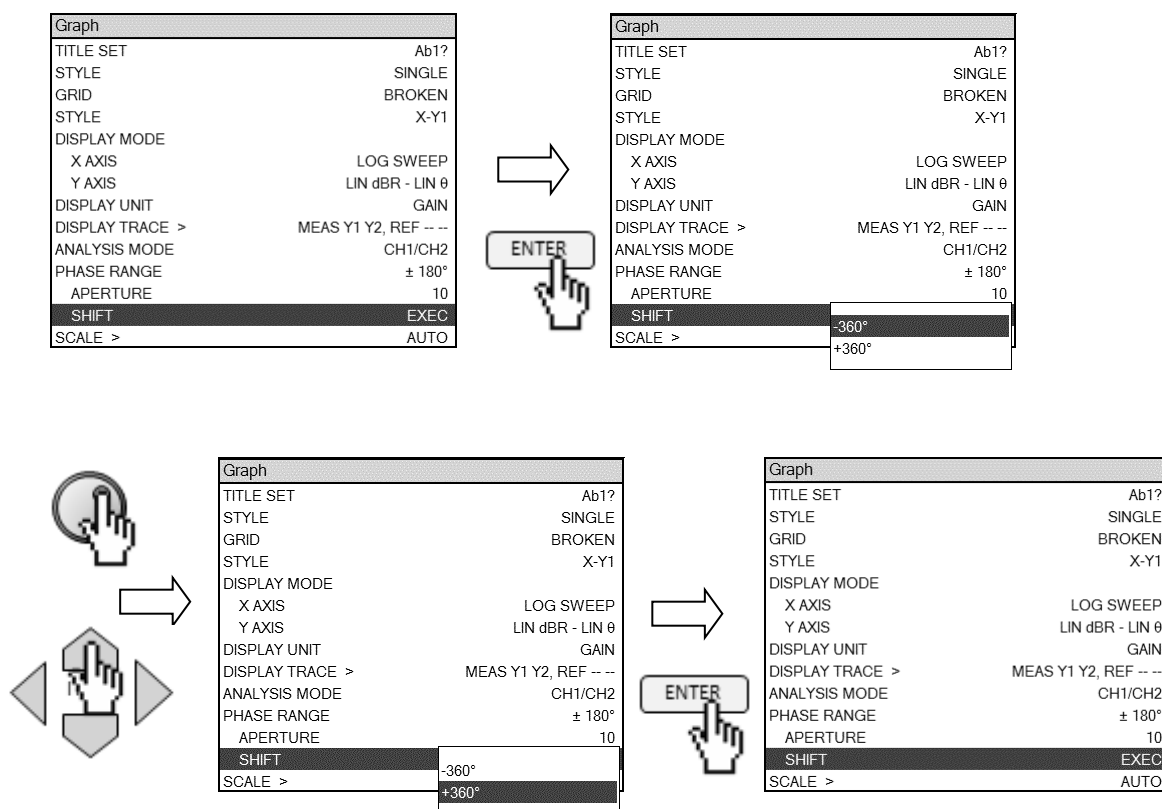 Graph
TITLE SET Ab1?
STYLE SINGLE
GRID BROKEN
STYLE X-Y1
DISPLAY MODE
X AXIS LOG SWEEP
Y AXIS LIN dBR - LIN θ
DISPLAY UNIT GAIN
DISPLAY TRACE > MEAS Y1 Y2, REF -- --
ANALYSIS MODE CH1/CH2
PHASE RANGE ± 180°
APERTURE 10
SHIFT EXEC
SCALE > AUTO
ENTER
Graph
TITLE SET Ab1?
STYLE SINGLE
GRID BROKEN
STYLE X-Y1
DISPLAY MODE
X AXIS LOG SWEEP
Y AXIS LIN dBR - LIN θ
DISPLAY UNIT GAIN
DISPLAY TRACE > MEAS Y1 Y2, REF -- --
ANALYSIS MODE CH1/CH2
PHASE RANGE ± 180°
APERTURE 10
SHIFT
-360°
SCALE >
+360°
Graph
TITLE SET Ab1?
STYLE SINGLE
GRID BROKEN
STYLE X-Y1
DISPLAY MODE
X AXIS LOG SWEEP
Y AXIS LIN dBR - LIN θ
DISPLAY UNIT GAIN
DISPLAY TRACE > MEAS Y1 Y2, REF -- --
ANALYSIS MODE CH1/CH2
PHASE RANGE ± 180°
APERTURE 10
SHIFT
-360°
SCALE >
+360°
ENTER
Graph
TITLE SET Ab1?
STYLE SINGLE
GRID BROKEN
STYLE X-Y1
DISPLAY MODE
X AXIS LOG SWEEP
Y AXIS LIN dBR - LIN θ
DISPLAY UNIT GAIN
DISPLAY TRACE > MEAS Y1 Y2, REF -- --
ANALYSIS MODE CH1/CH2
PHASE RANGE ± 180°
APERTURE 10
SHIFT EXEC
SCALE > AUTO